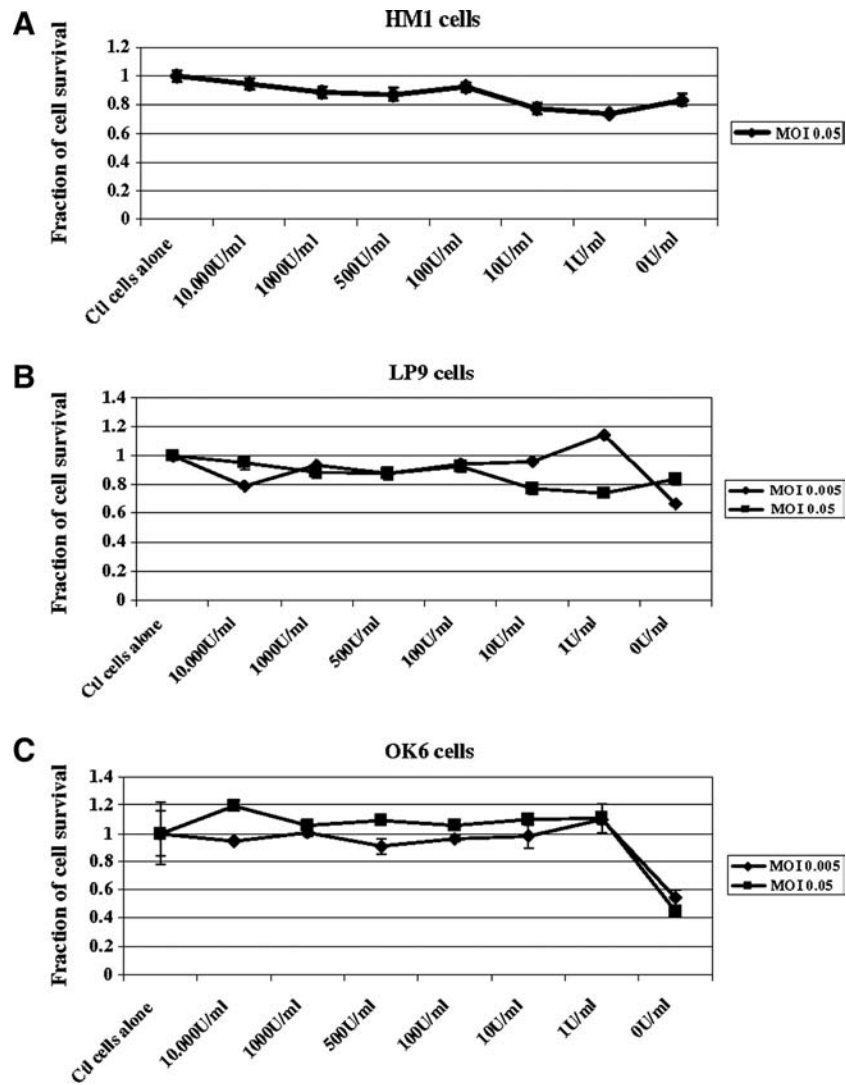 A
HM1 cells
Fraction of cell survival
1.2
1
0.8
0.6
0.4
0.2
0
Ctl cells alone
10.000U/ml
1000U/ml
500U/ml
100U/ml
10U/ml
1U/ml
0U/ml
MOI 0.05
B
LP9 cells
Fraction of cell survival
1.4
1.2
1
0.8
0.6
0.4
0.2
0
Ctl cells alone
10.000U/ml
1000U/ml
500U/ml
100U/ml
10U/ml
1U/ml
0U/ml
MOI 0.005
MOI 0.05
C
OK6 cells
Fraction of cell survival
1.4
1.2
1
0.8
0.6
0.4
0.2
0
Ctl cells alone
10.000U/ml
1000U/ml
500U/ml
100U/ml
10U/ml
1U/ml
0U/ml
MOI 0.005
MOI 0.05